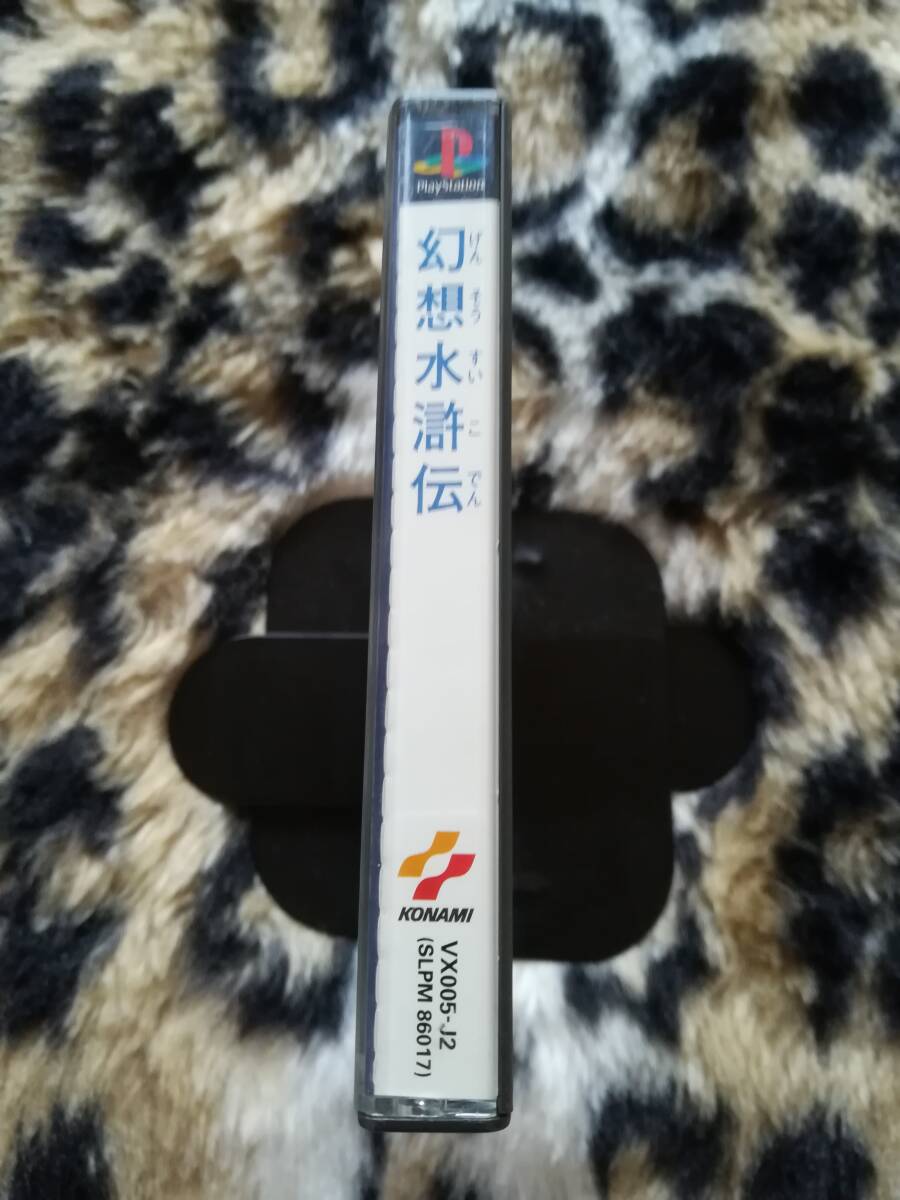 PlayStation
幻想水滸伝
げんそうすいこでん
KONAMI
VX005-J2
(SLPM 86017)